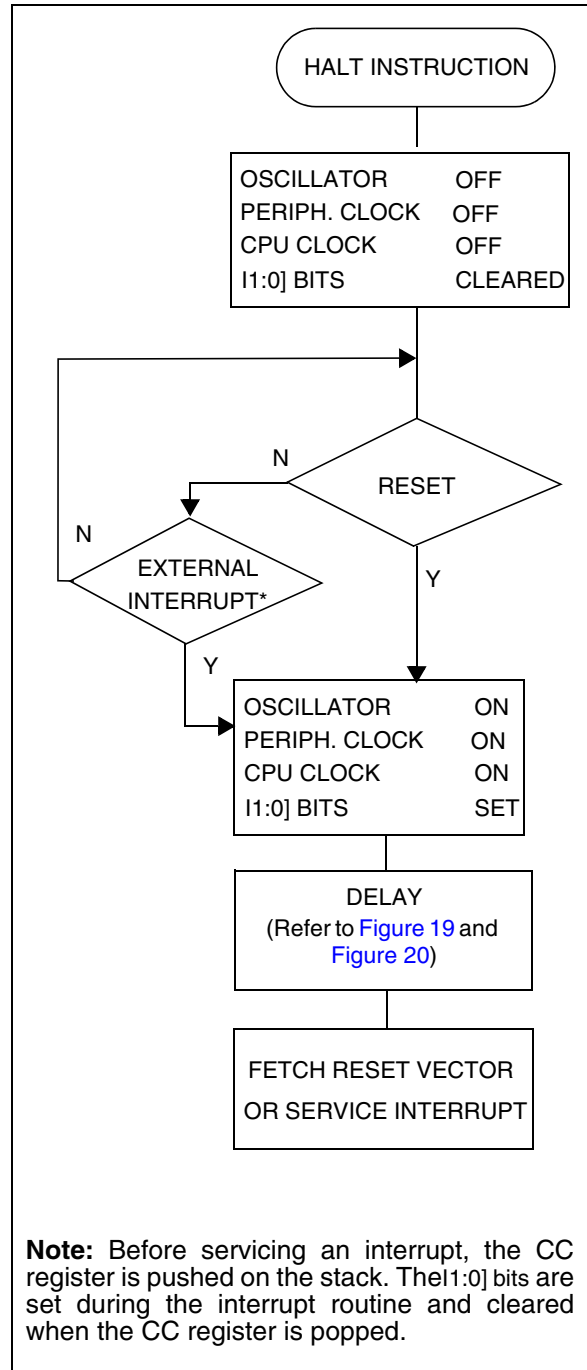 HALT INSTRUCTION
OSCILLATOR OFF
PERIPH. CLOCK OFF
CPU CLOCK OFF
I1:0] BITS CLEARED
N
RESET
N
EXTERNAL
INTERRUPT*
Y
Y
OSCILLATOR ON
PERIPH. CLOCK ON
CPU CLOCK ON
I1:0] BITS SET
DELAY
(Refer to Figure 19 and
Figure 20)
FETCH RESET VECTOR
OR SERVICE INTERRUPT
Note: Before servicing an interrupt, the CC
register is pushed on the stack. TheI1:0] bits are
set during the interrupt routine and cleared
when the CC register is popped.